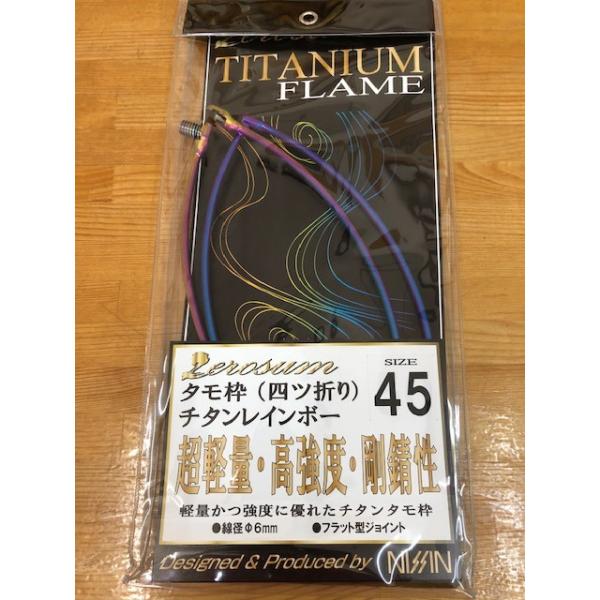 Zerosum
TITANIUM
FLAME
Zerosum
タモ枠（四ツ折り）
チタンレインボー
SIZE
45
超軽量・高強度・剛錆性
軽量かつ強度に優れたチタンタモ枠
●線径Φ6mm ●フラット型ジョイント
Designed & Produced by NISSIN